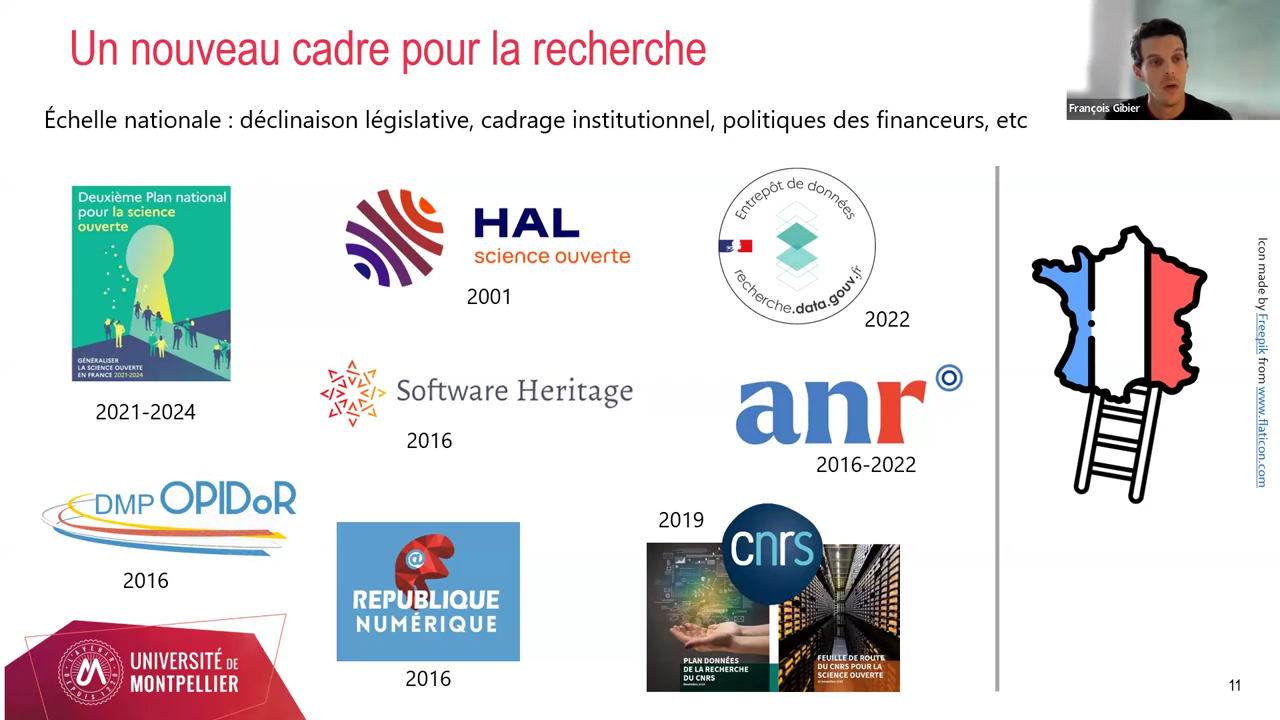 Un nouveau cadre pour la recherche
François Gibier
Échelle nationale : déclinaison législative, cadrage institutionnel, politiques des financeurs, etc
Deuxième Plan national
pour la science
ouverte
GÉNÉRALISER
LA SCIENCE OUVERTE
EN FRANCE 2021-2024
2021-2024
HAL
science ouverte
2001
Entrepôt de données
recherche.data.gouv.fr
2022
Software Heritage
2016
anr
2016-2022
DMP OPIDoR
2016
@
REPUBLIQUE
NUMÉRIQUE
2016
2019
cnrs
PLAN DONNÉES
DE LA RECHERCHE
DU CNRS
FEUILLE DE ROUTE
DU CNRS POUR LA
SCIENCE OUVERTE
UNIVERSITÉ DE
MONTPELLIER
Icon made by Freepik from www.flaticon.com
11